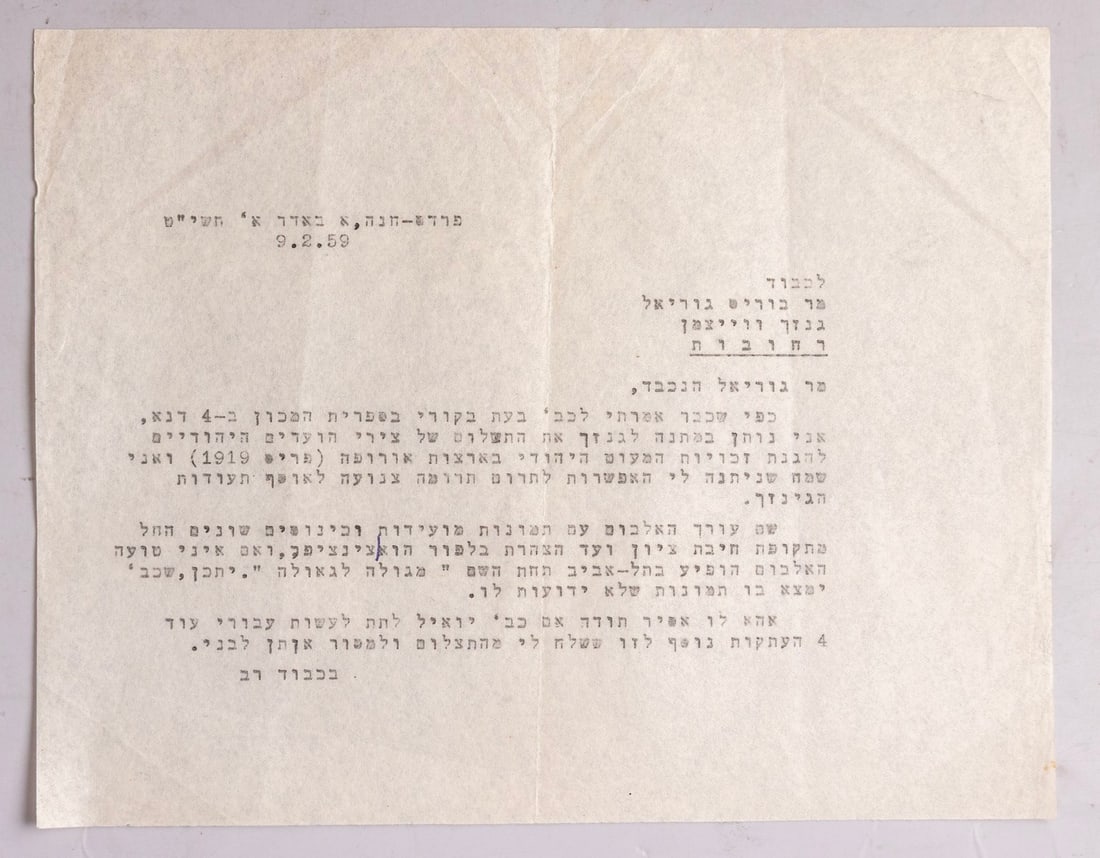 פרדס-חנה,א באדר א' תשי"ט
9.2.59
לכבוד
מר בוריס גוריאל
גנזך ווייצמן
ר ח ו ב ו ת
מר גוריאל הנכבד,
כפי שכבר אמרתי לכב' בעת בקורי בספרית המכון ב-4 דנא,
אני נותן במתנה לגנזך את התשלום של צירי הועדים היהודיים
להגנת זכויות המעוט היהודי בארצות אורופה (פריס 1919) ואני
שמח שניתנה לי האפשרות לתרום תרומה צנועה לאוסף תעודות
הגינזך.
שם עורך האלבום עם תמונות מועידות וכינוסים שונים החל
מתקופת חיבת ציון ועד הצהרת בלפור הוא צינציפר,ואם איני טועה
האלבום הופיע בתל-אביב תחת השם " מגולה לגאולה ".יתכן,שכב'
ימצא בו תמונות שלא ידועות לו.
אהא לו אסיר תודה אם כב' יואיל לתת לעשות עבורי עוד
4 העתקות נוסף לזו ששלח לי מהתצלום ולמסור אותן לבני.
בכבוד רב